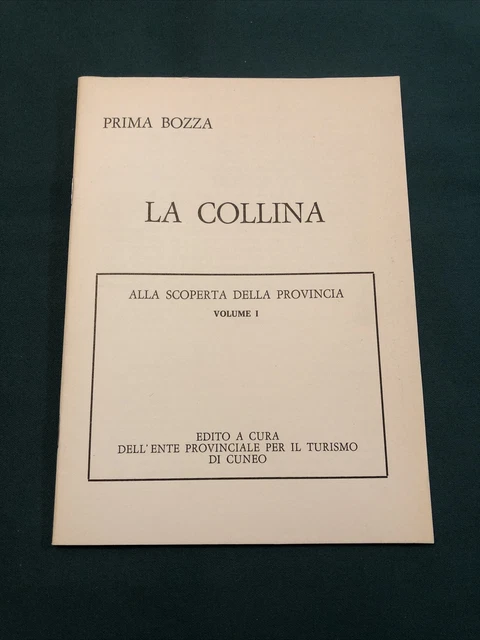 PRIMA BOZZA
LA COLLINA
ALLA SCOPERTA DELLA PROVINCIA
VOLUME I
EDITO A CURA
DELL'ENTE PROVINCIALE PER IL TURISMO
DI CUNEO